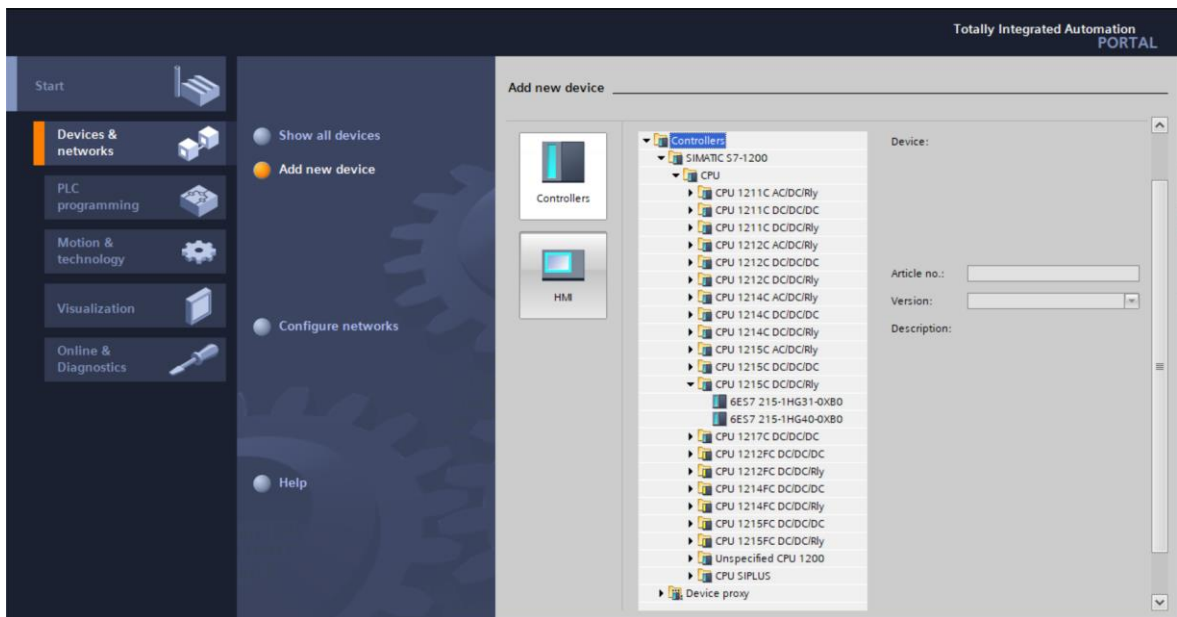 Totally Integrated Automation
PORTAL
Start
Devices &
networks
PLC
programming
Motion &
technology
Visualization
Online &
Diagnostics
Show all devices
Add new device
Configure networks
Help
Add new device
Controllers
HMI
Controllers
SIMATIC S7-1200
CPU
CPU 1211C AC/DC/Rly
CPU 1211C DC/DC/DC
CPU 1211C DC/DC/Rly
CPU 1212C AC/DC/Rly
CPU 1212C DC/DC/DC
CPU 1212C DC/DC/Rly
CPU 1214C AC/DC/Rly
CPU 1214C DC/DC/DC
CPU 1214C DC/DC/Rly
CPU 1215C AC/DC/Rly
CPU 1215C DC/DC/DC
CPU 1215C DC/DC/Rly
6ES7 215-1HG31-0XB0
6ES7 215-1HG40-0XB0
CPU 1217C DC/DC/DC
CPU 1212FC DC/DC/DC
CPU 1212FC DC/DC/Rly
CPU 1214FC DC/DC/DC
CPU 1214FC DC/DC/Rly
CPU 1215FC DC/DC/DC
CPU 1215FC DC/DC/Rly
Unspecified CPU 1200
CPU SIPLUS
Device proxy
Device:
Article no.:
Version:
Description: